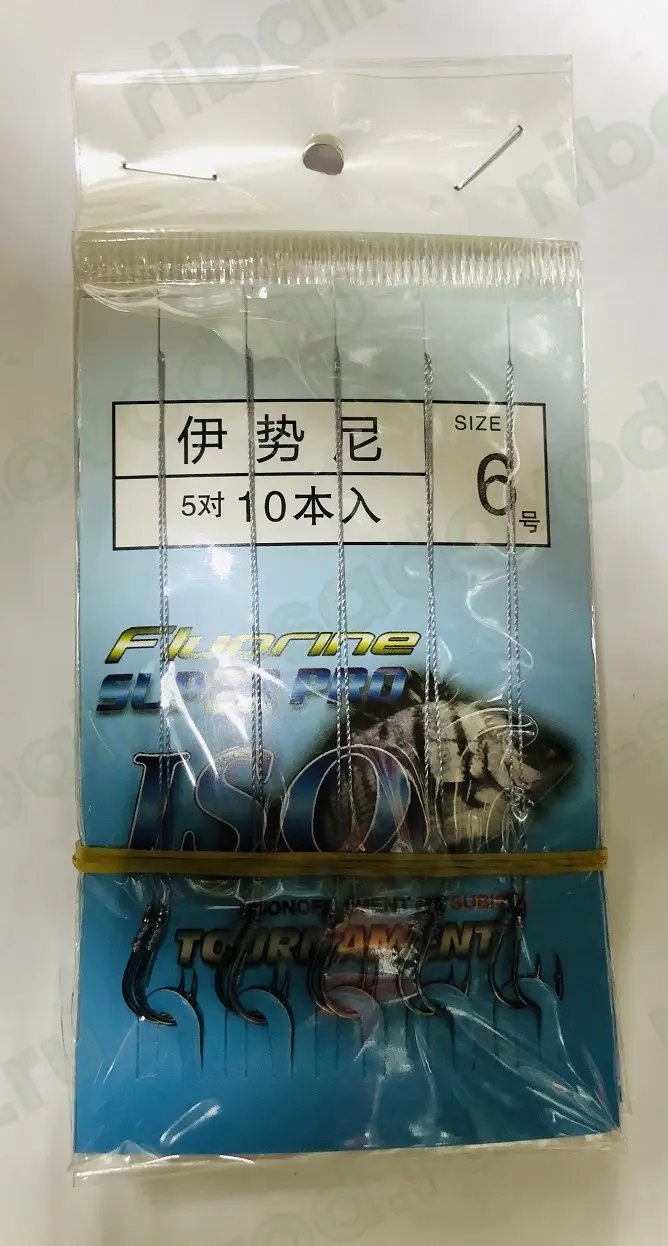 伊势尼
SIZE
6号
5对 10本入
Fluorine
SUPER PRO
ISO
TOURNAMENT